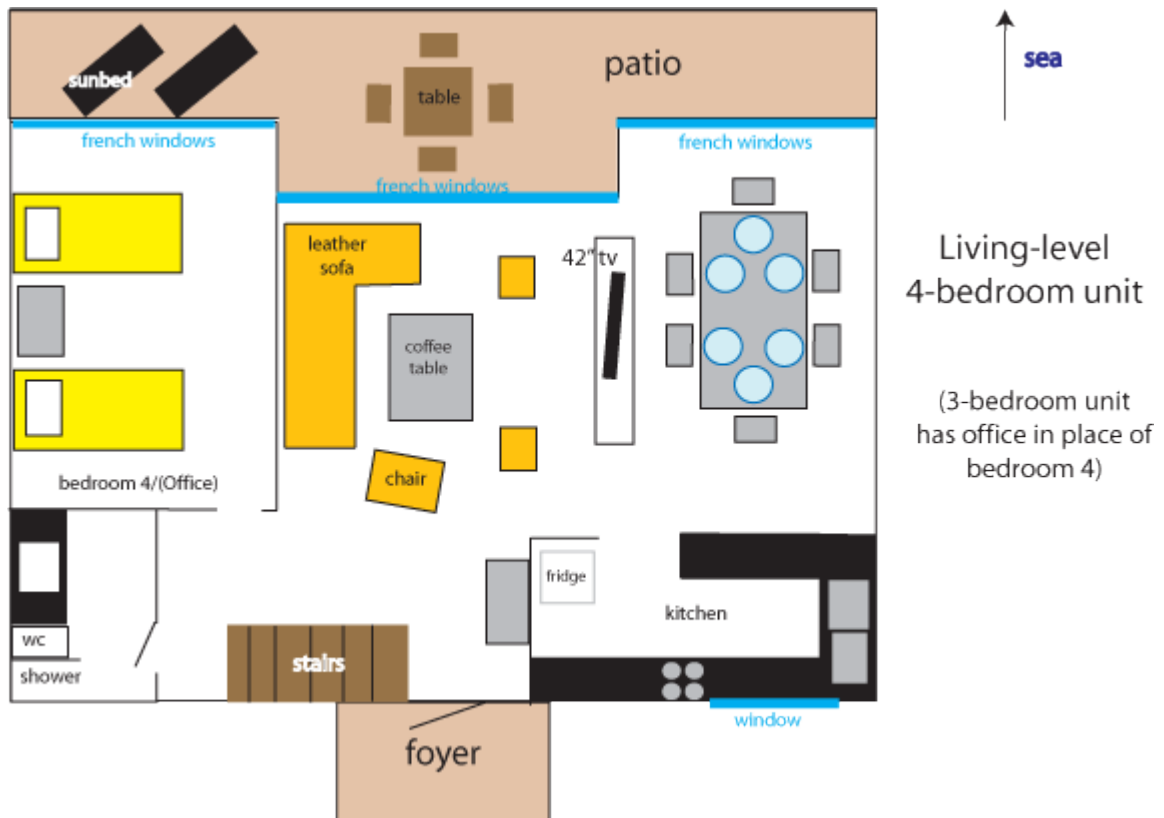 sunbed
table
patio
sea
french windows
french windows
french windows
leather
sofa
42" tv
Living-level
4-bedroom unit
coffee
table
(3-bedroom unit
has office in place of
bedroom 4)
chair
bedroom 4/(Office)
fridge
kitchen
wc
shower
stairs
window
foyer